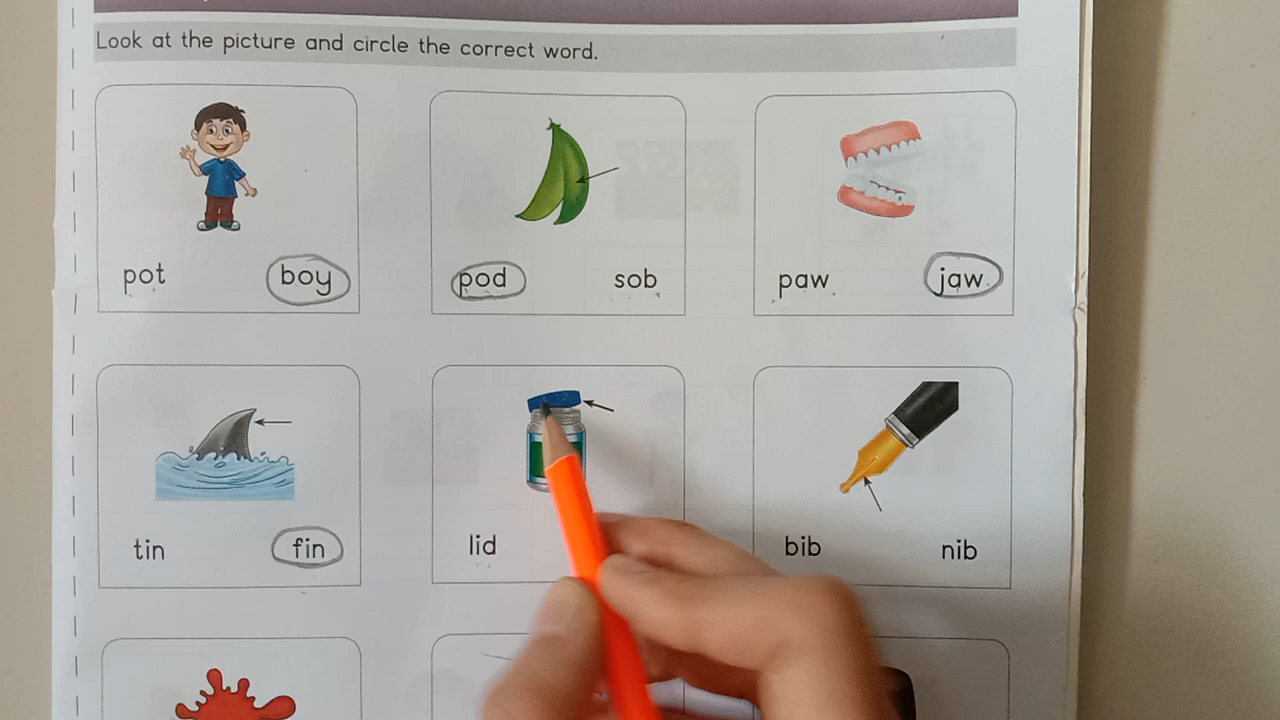 Look at the picture and circle the correct word.
pot boy
pod sob
paw jaw
tin fin
lid
bib nib